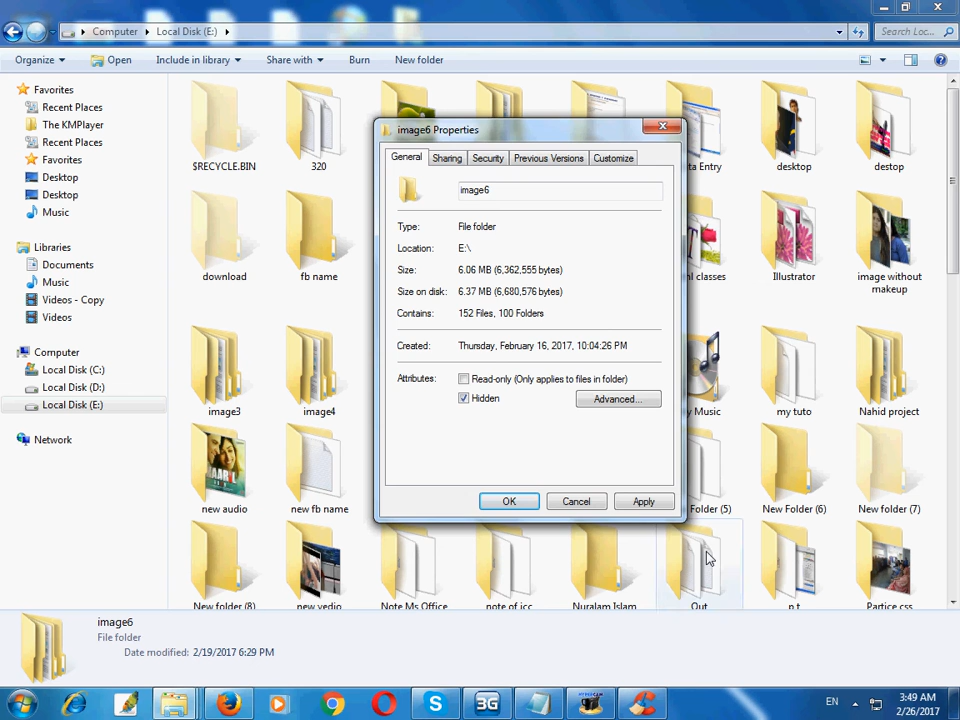 Computer
Local Disk (E:)
Search Loc...
Organize
Open
Include in library
Share with
Burn
New folder
Favorites
Recent Places
The KMPlayer
Recent Places
Favorites
Desktop
Desktop
Music
Libraries
Documents
Music
Videos - Copy
Videos
Computer
Local Disk (C:)
Local Disk (D:)
Local Disk (E:)
Network
$RECYCLE.BIN
320
ta Entry
desktop
destop
download
fb name
ml classes
Illustrator
image without
makeup
image3
image4
y Music
my tuto
Nahid project
new audio
new fb name
Folder (5)
New Folder (6)
New folder (7)
New folder (8)
new vedio
Note Ms Office
note of icc
Nuralam Islam
Out
p.t
Partice css
image6 Properties
General
Sharing
Security
Previous Versions
Customize
image6
Type:
File folder
Location:
E:\
Size:
6.06 MB (6,362,555 bytes)
Size on disk:
6.37 MB (6,680,576 bytes)
Contains:
152 Files, 100 Folders
Created:
Thursday, February 16, 2017, 10:04:26 PM
Attributes:
Read-only (Only applies to files in folder)
Hidden
Advanced...
OK
Cancel
Apply
image6
File folder
Date modified: 2/19/2017 6:29 PM
3G
EN
3:49 AM
2/26/2017